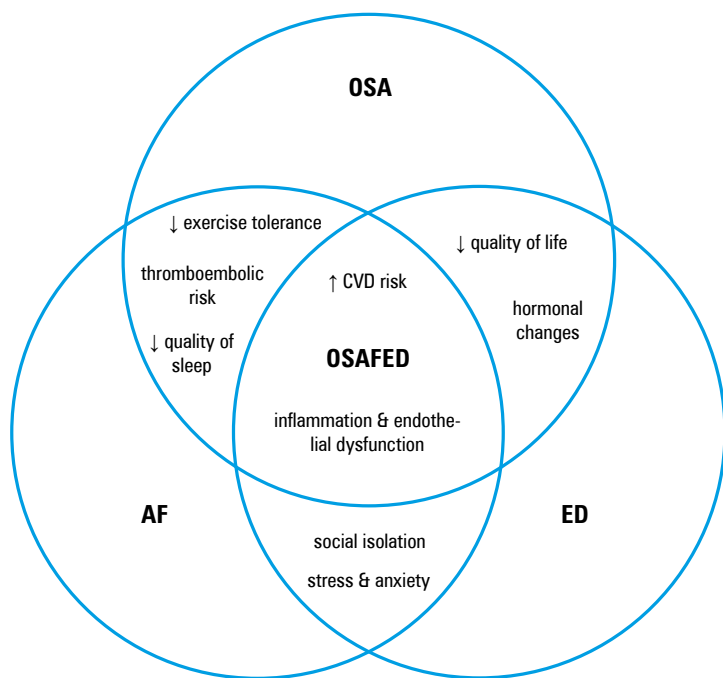 OSA
↓ exercise tolerance
↓ quality of life
thromboembolic
risk
↑ CVD risk
hormonal
changes
↓ quality of
sleep
OSAFED
inflammation & endothe-
lial dysfunction
AF
ED
social isolation
stress & anxiety